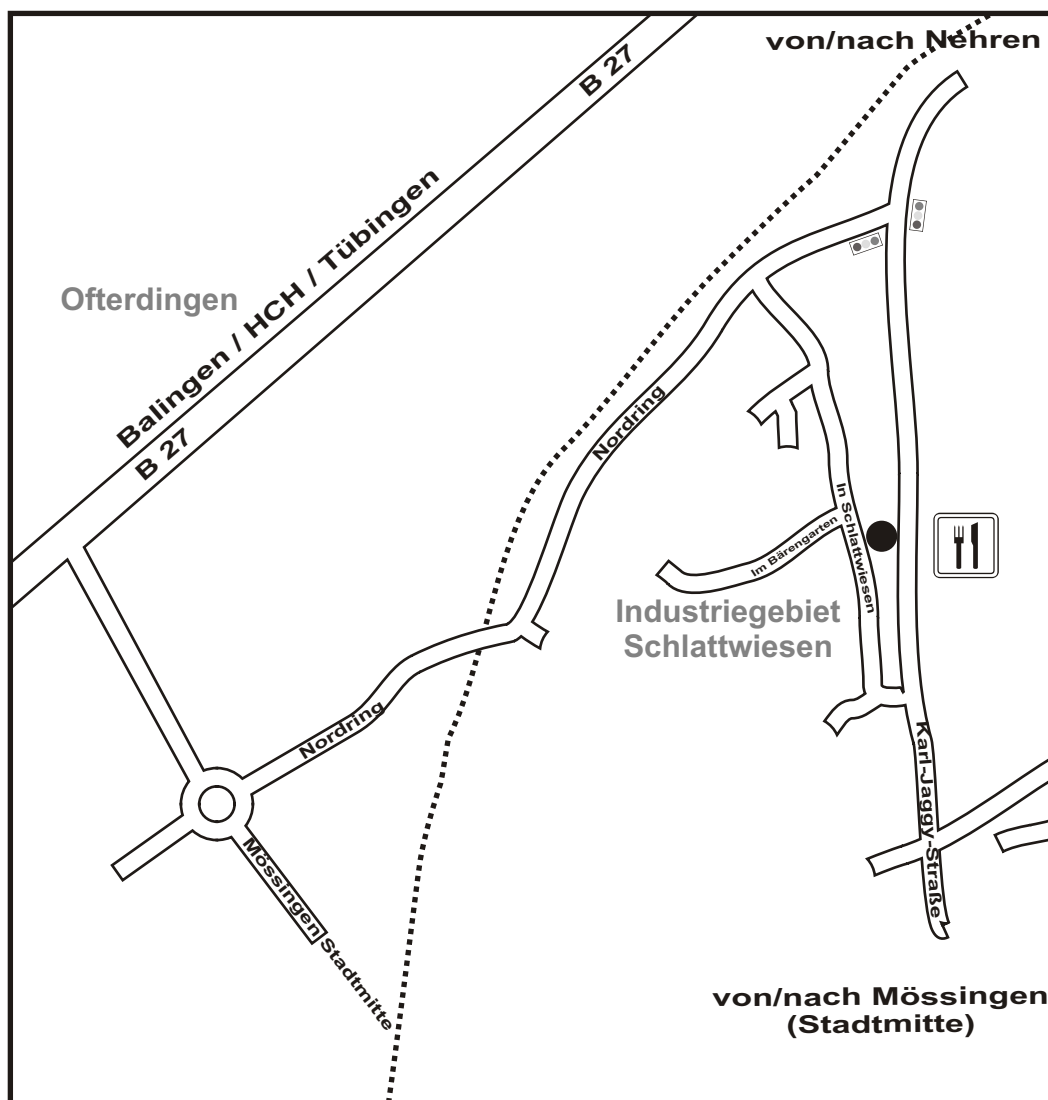 von/nach Nehren
B 27
Balingen / HCH / Tübingen
Ofterdingen
B 27
Nordring
In Schlattwiesen
Im Bärengarten
Industriegebiet
Schlattwiesen
Nordring
Karl-Jaggy-Straße
Mössingen Stadtmitte
von/nach Mössingen
(Stadtmitte)